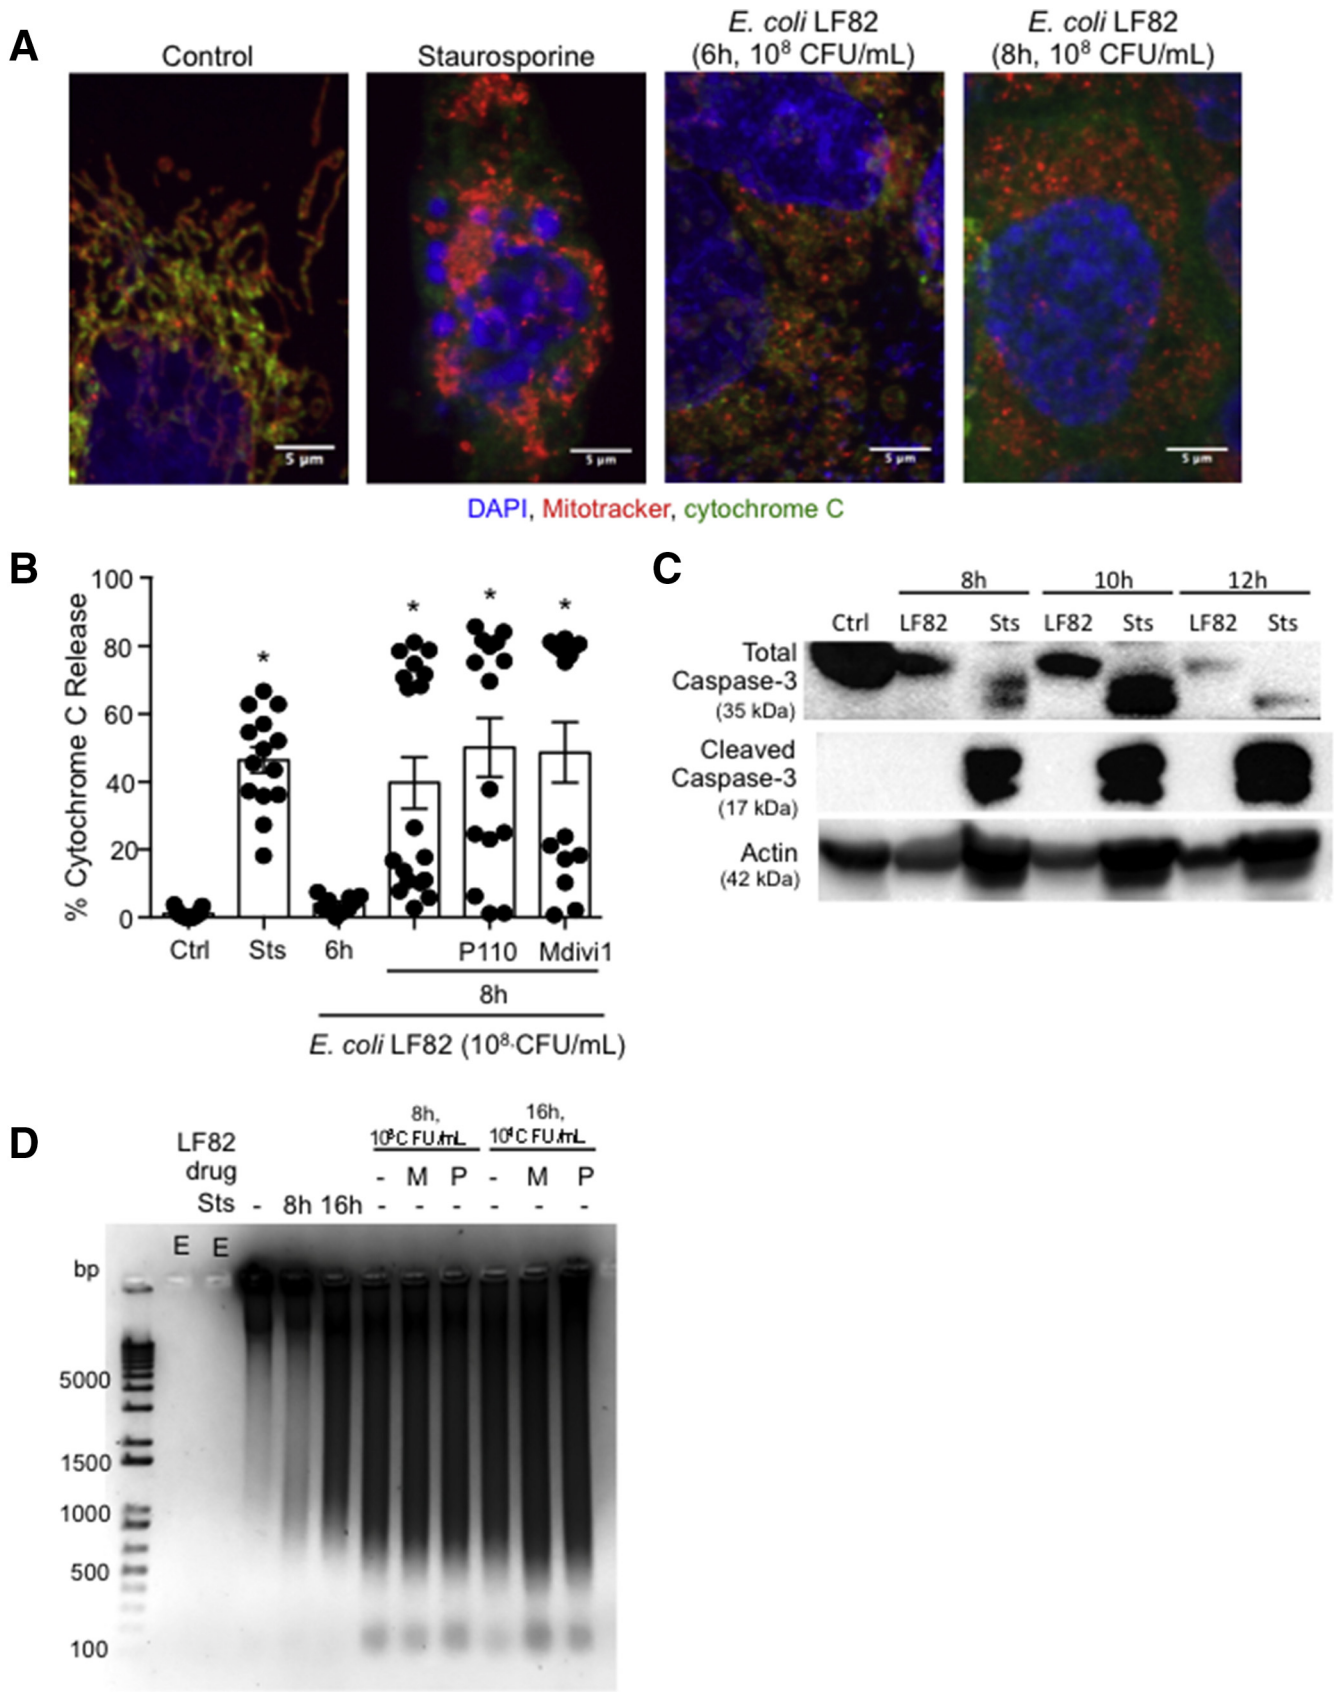 A
Control
Staurosporine
E. coli LF82
(6h, 10⁸ CFU/mL)
E. coli LF82
(8h, 10⁸ CFU/mL)
5 µm
5 µm
5 µm
5 µm
DAPI, Mitotracker, cytochrome C
B
% Cytochrome C Release
100
80
60
40
20
0
*
*
*
*
Ctrl
Sts
6h
P110
Mdivi1
8h
E. coli LF82 (10⁸·CFU/mL)
C
8h
10h
12h
Ctrl
LF82
Sts
LF82
Sts
LF82
Sts
Total
Caspase-3
(35 kDa)
Cleaved
Caspase-3
(17 kDa)
Actin
(42 kDa)
D
8h,
10⁸CFU/mL
16h,
CFU/mL
LF82
drug
- M P - M P
Sts - 8h 16h - - - - - -
E E
bp
5000
1500
1000
500
100